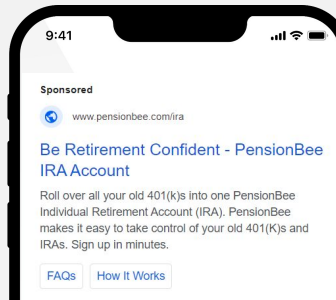 9:41
Sponsored
www.pensionbee.com/ira
Be Retirement Confident - PensionBee
IRA Account
Roll over all your old 401(k)s into one PensionBee
Individual Retirement Account (IRA). PensionBee
makes it easy to take control of your old 401(K)s and
IRAs. Sign up in minutes.
FAQs How It Works